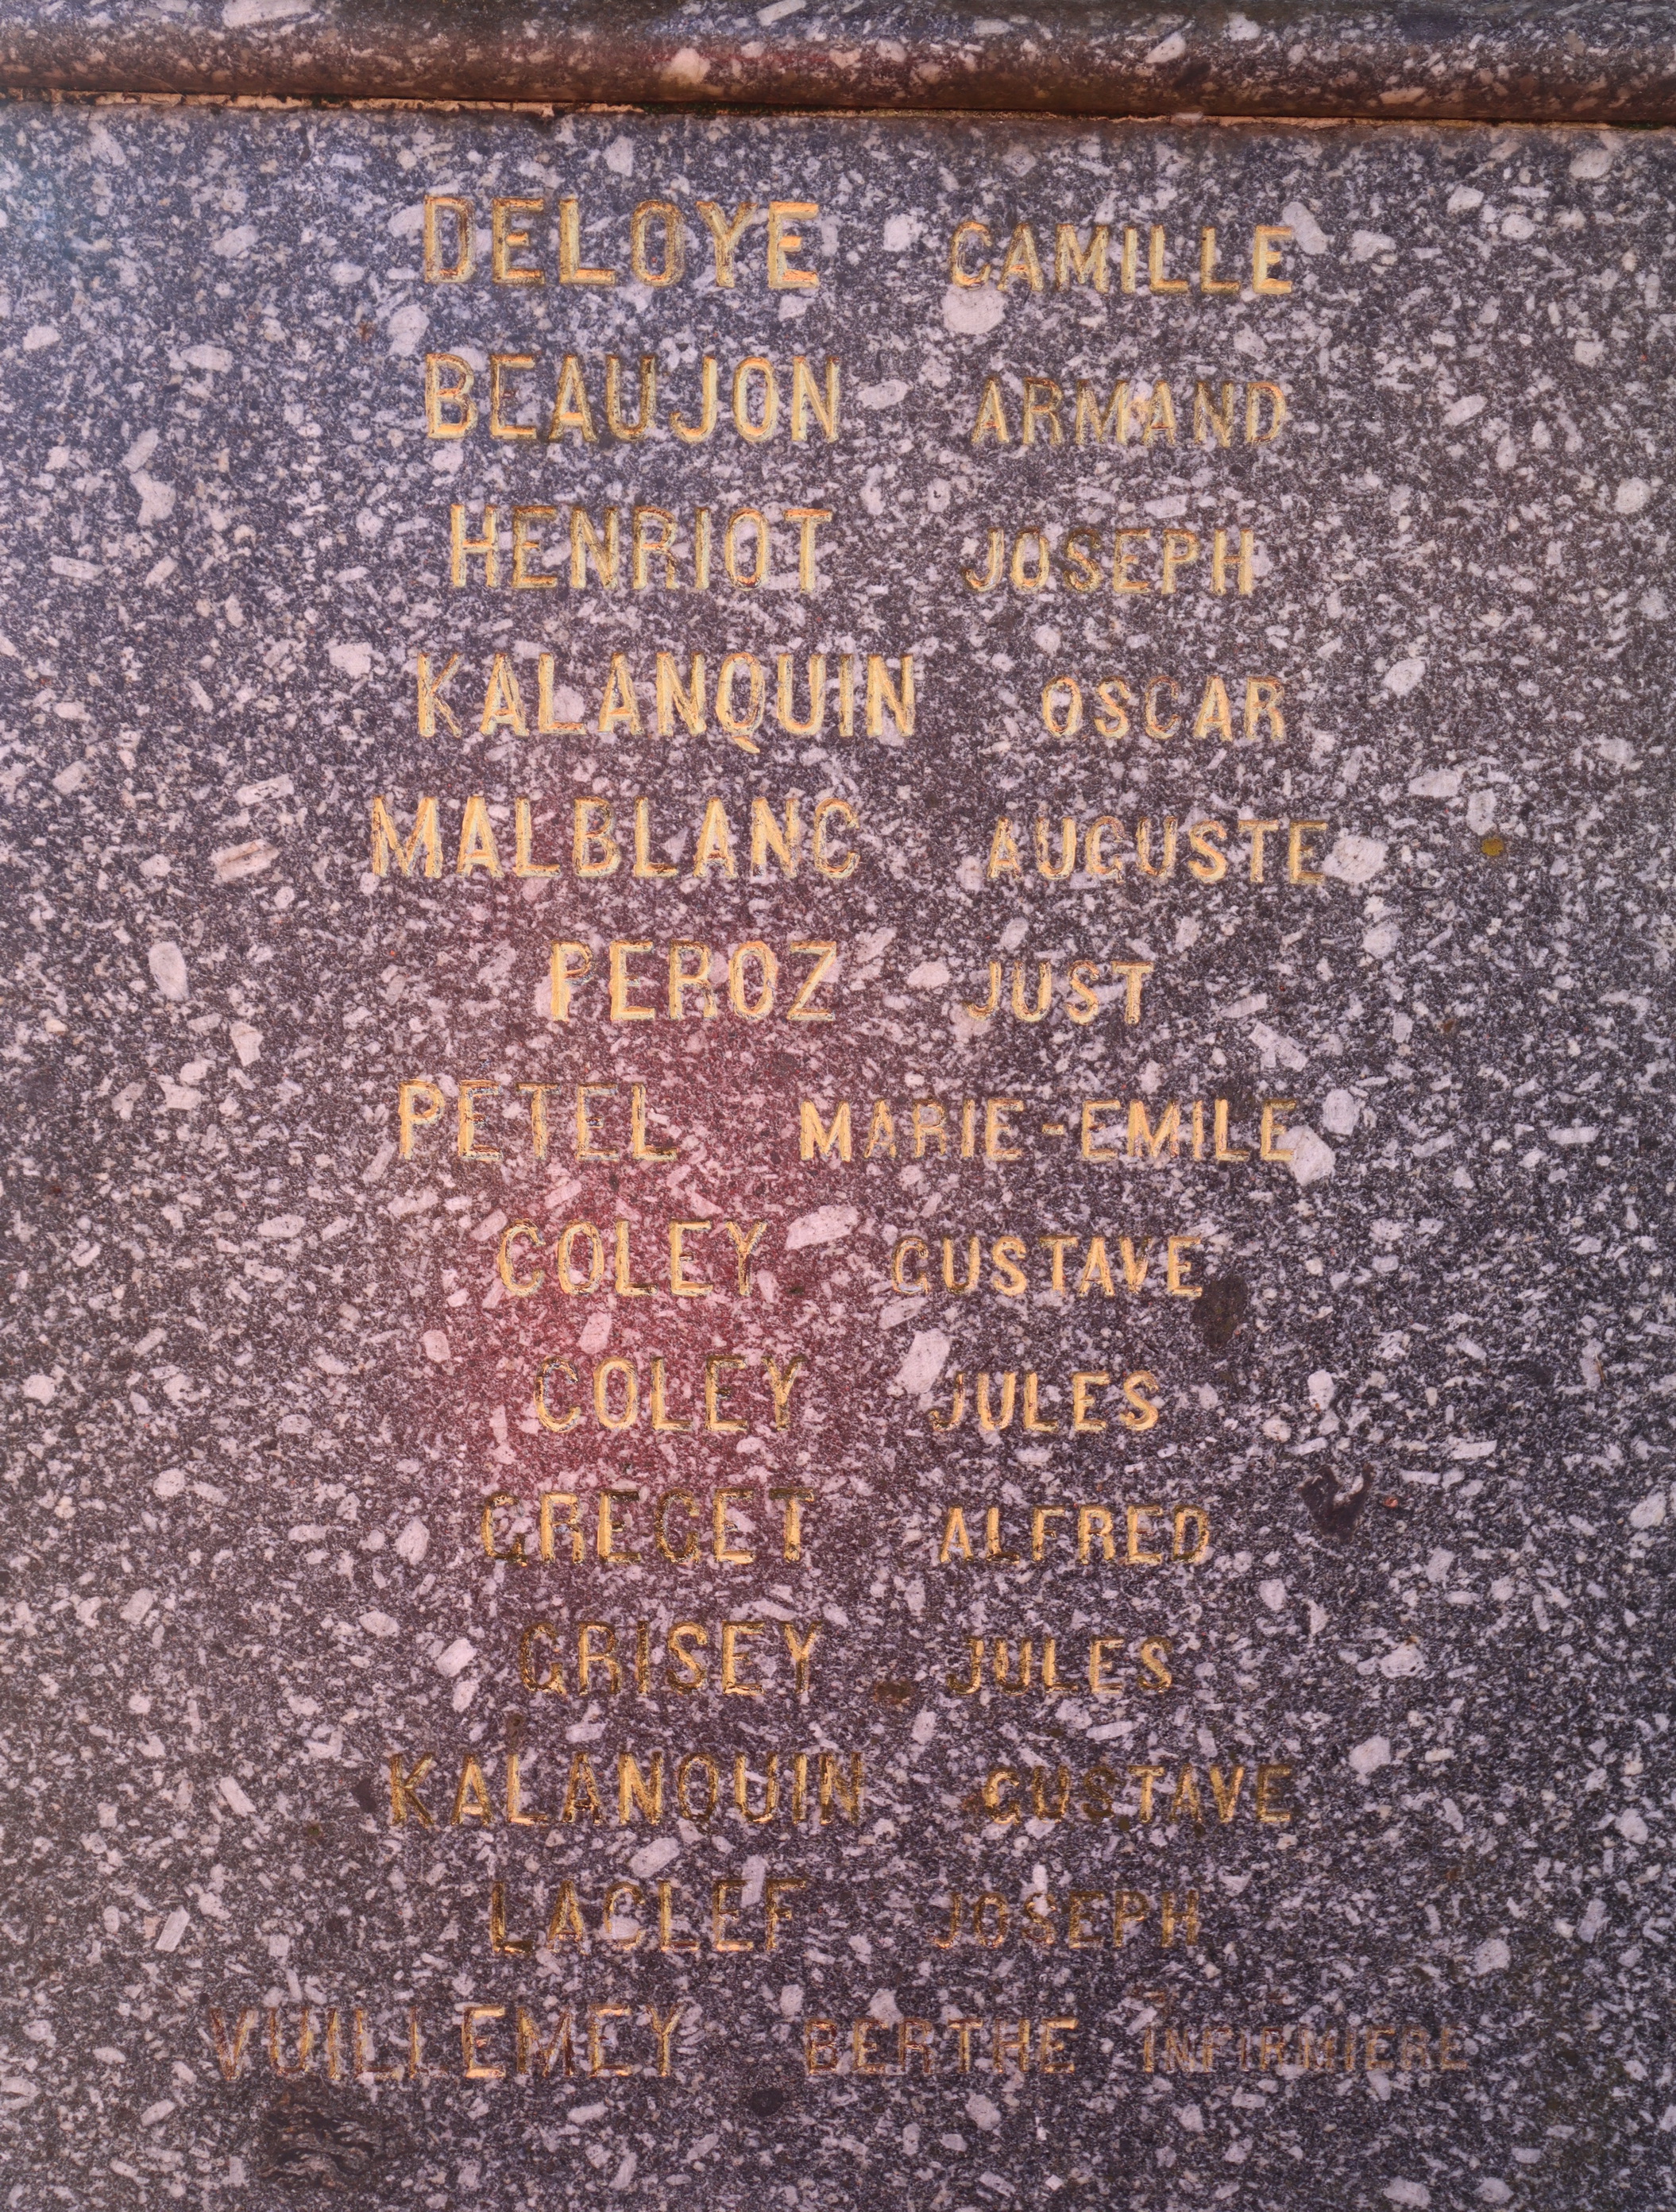 DELOYE CAMILLE
BEAUJON ARMAND
HENRIOT JOSEPH
KALANQUIN OSCAR
MALBLANC AUGUSTE
PEROZ JUST
PETEL MARIE-EMILE
COLEY GUSTAVE
COLEY JULES
GREGET ALFRED
GRISEY JULES
KALANQUIN GUSTAVE
LACLEF JOSEPH
VUILLEMEY BERTHE INFIRMIERE